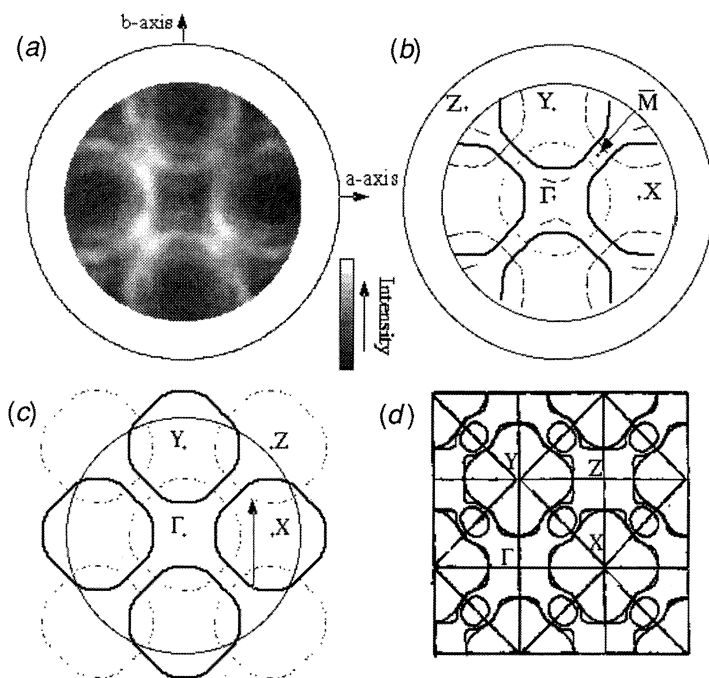 (a)
b-axis
a-axis
Intensity
(b)
Z
Y
M̅
Γ
X
(c)
Y
Z
Γ
X
(d)
Y
Z
Γ
X